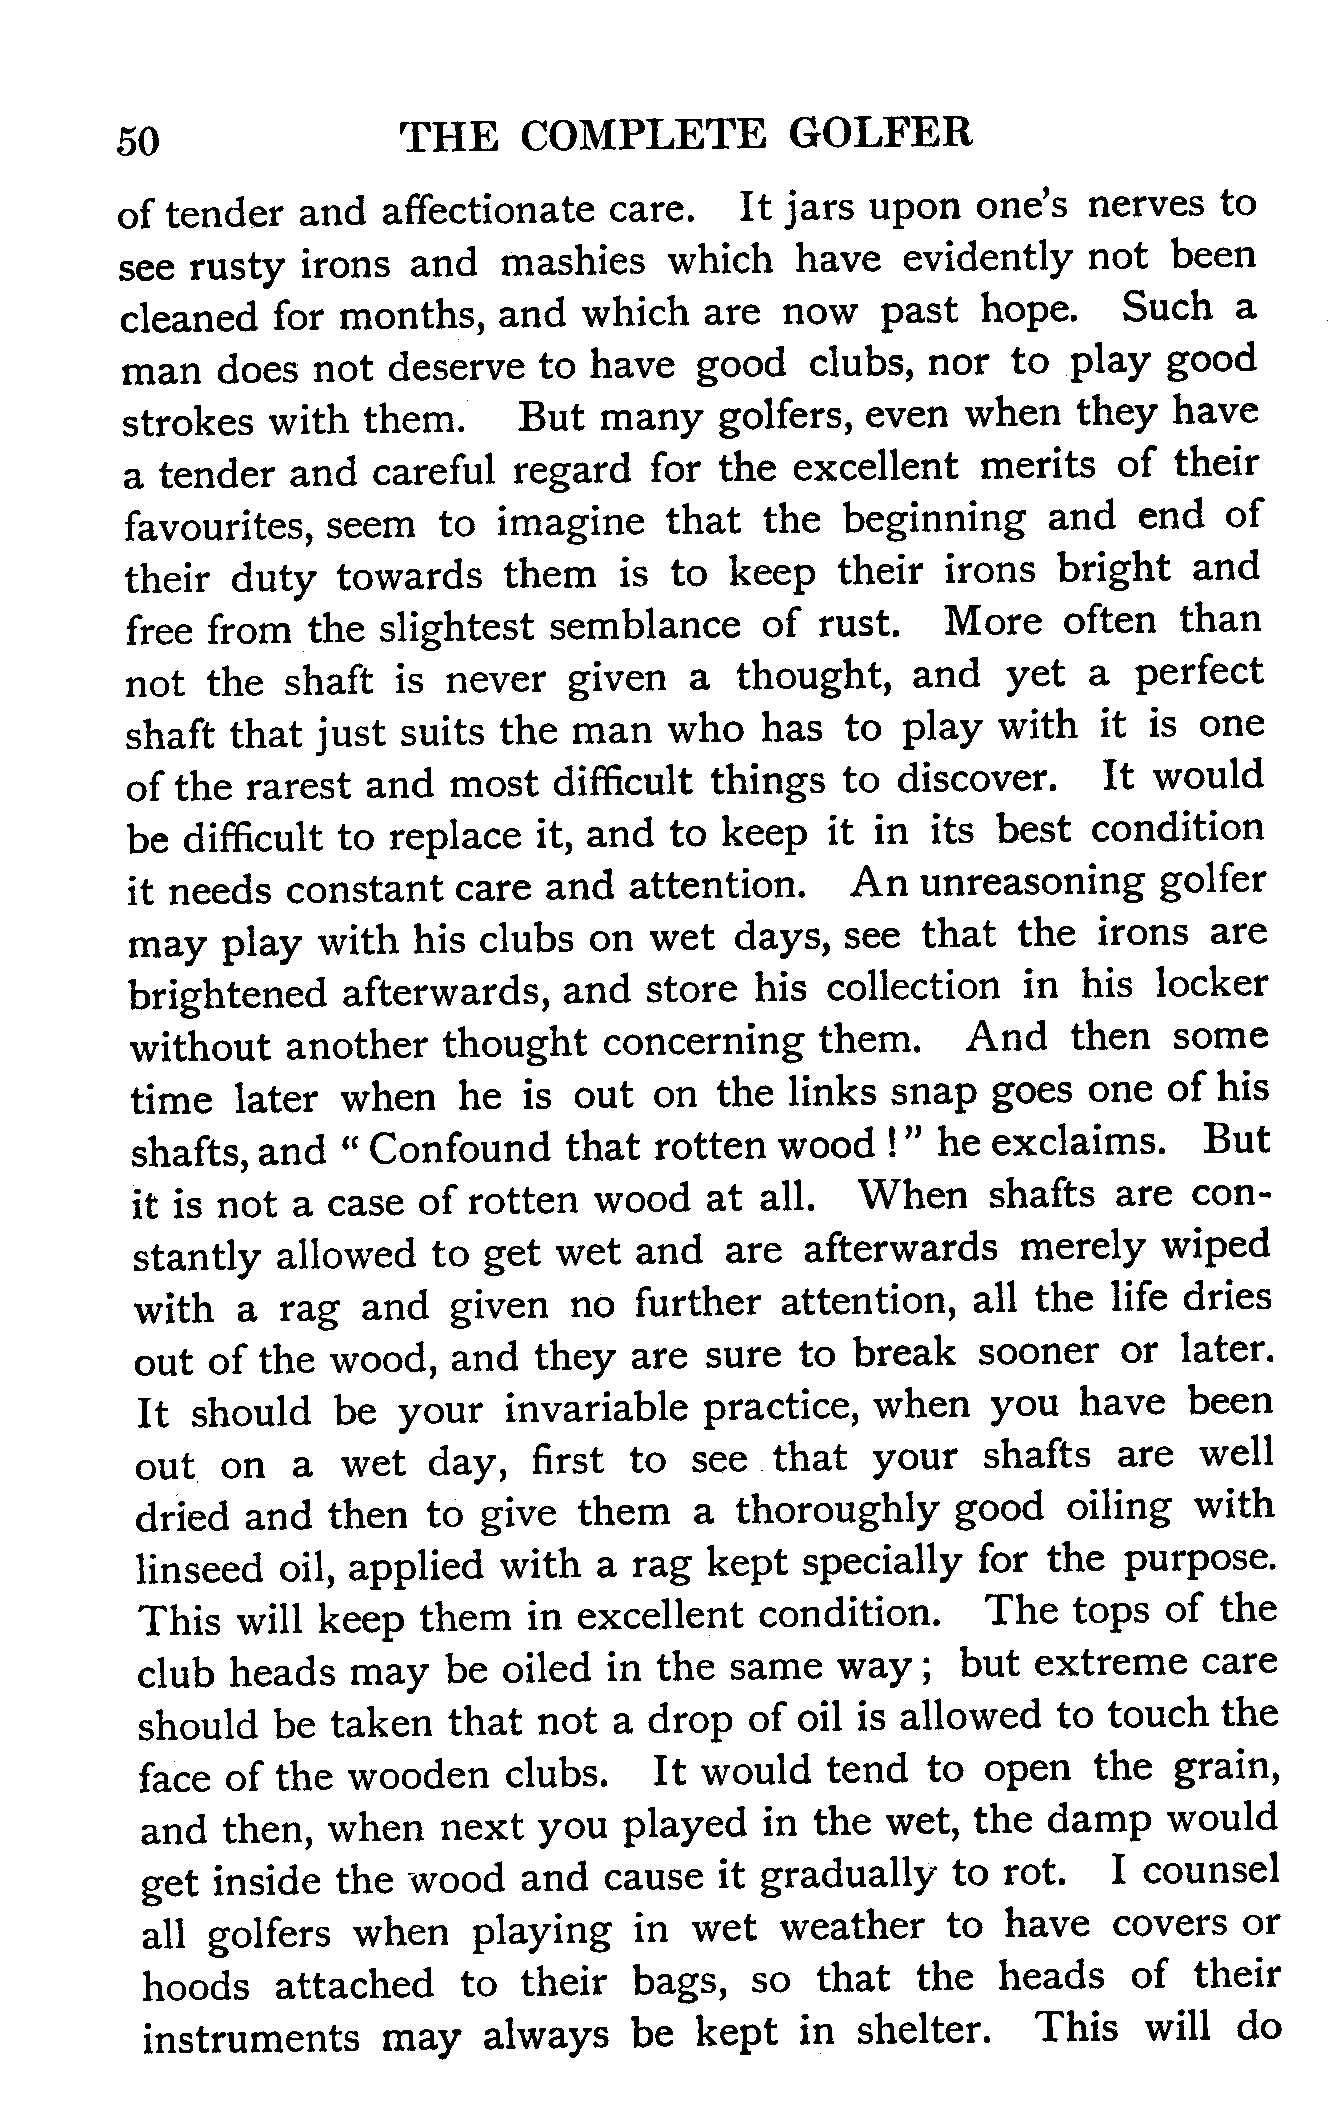 50 THE COMPLETE GOLFER
of tender and affectionate care. It jars upon one's nerves to
see rusty irons and mashies which have evidently not been
cleaned for months, and which are now past hope. Such a
man does not deserve to have good clubs, nor to play good
strokes with them. But many golfers, even when they have
a tender and careful regard for the excellent merits of their
favourites, seem to imagine that the beginning and end of
their duty towards them is to keep their irons bright and
free from the slightest semblance of rust. More often than
not the shaft is never given a thought, and yet a perfect
shaft that just suits the man who has to play with it is one
of the rarest and most difficult things to discover. It would
be difficult to replace it, and to keep it in its best condition
it needs constant care and attention. An unreasoning golfer
may play with his clubs on wet days, see that the irons are
brightened afterwards, and store his collection in his locker
without another thought concerning them. And then some
time later when he is out on the links snap goes one of his
shafts, and " Confound that rotten wood ! " he exclaims. But
it is not a case of rotten wood at all. When shafts are con-
stantly allowed to get wet and are afterwards merely wiped
with a rag and given no further attention, all the life dries
out of the wood, and they are sure to break sooner or later.
It should be your invariable practice, when you have been
out on a wet day, first to see that your shafts are well
dried and then to give them a thoroughly good oiling with
linseed oil, applied with a rag kept specially for the purpose.
This will keep them in excellent condition. The tops of the
club heads may be oiled in the same way ; but extreme care
should be taken that not a drop of oil is allowed to touch the
face of the wooden clubs. It would tend to open the grain,
and then, when next you played in the wet, the damp would
get inside the wood and cause it gradually to rot. I counsel
all golfers when playing in wet weather to have covers or
hoods attached to their bags, so that the heads of their
instruments may always be kept in shelter. This will do